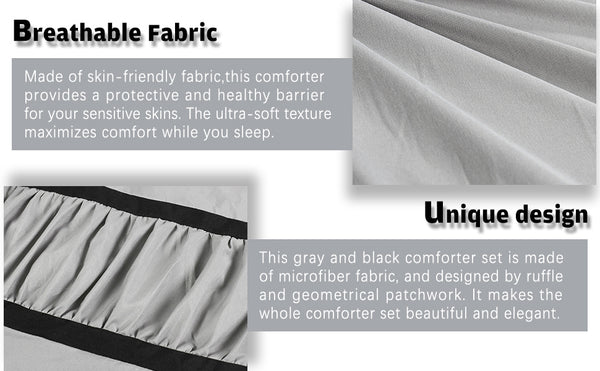 Breathable Fabric
Made of skin-friendly fabric,this comforter
provides a protective and healthy barrier
for your sensitive skins. The ultra-soft texture
maximizes comfort while you sleep.
Unique design
This gray and black comforter set is made
of microfiber fabric, and designed by ruffle
and geometrical patchwork. It makes the
whole comforter set beautiful and elegant.